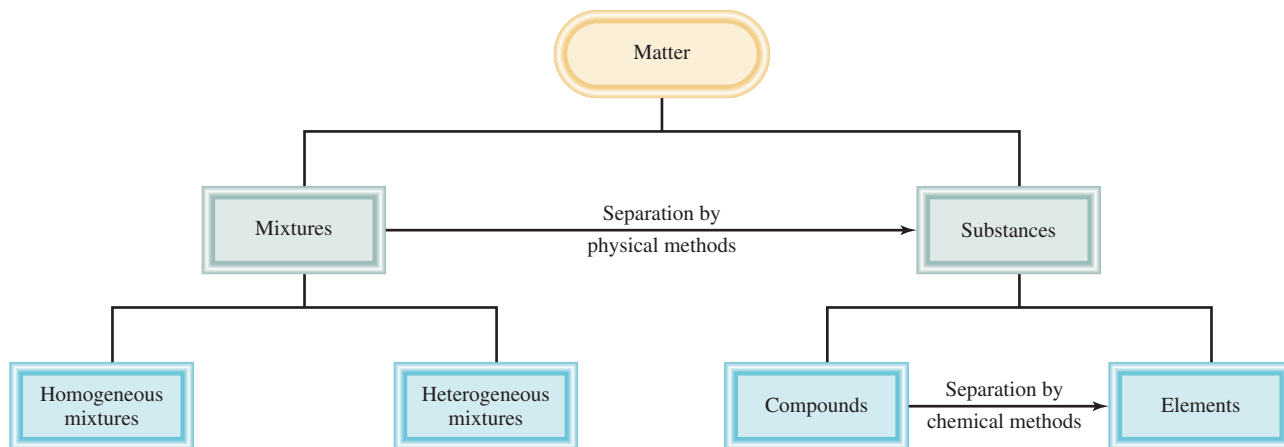 Matter
Mixtures
Separation by
physical methods
Substances
Homogeneous
mixtures
Heterogeneous
mixtures
Compounds
Separation by
chemical methods
Elements